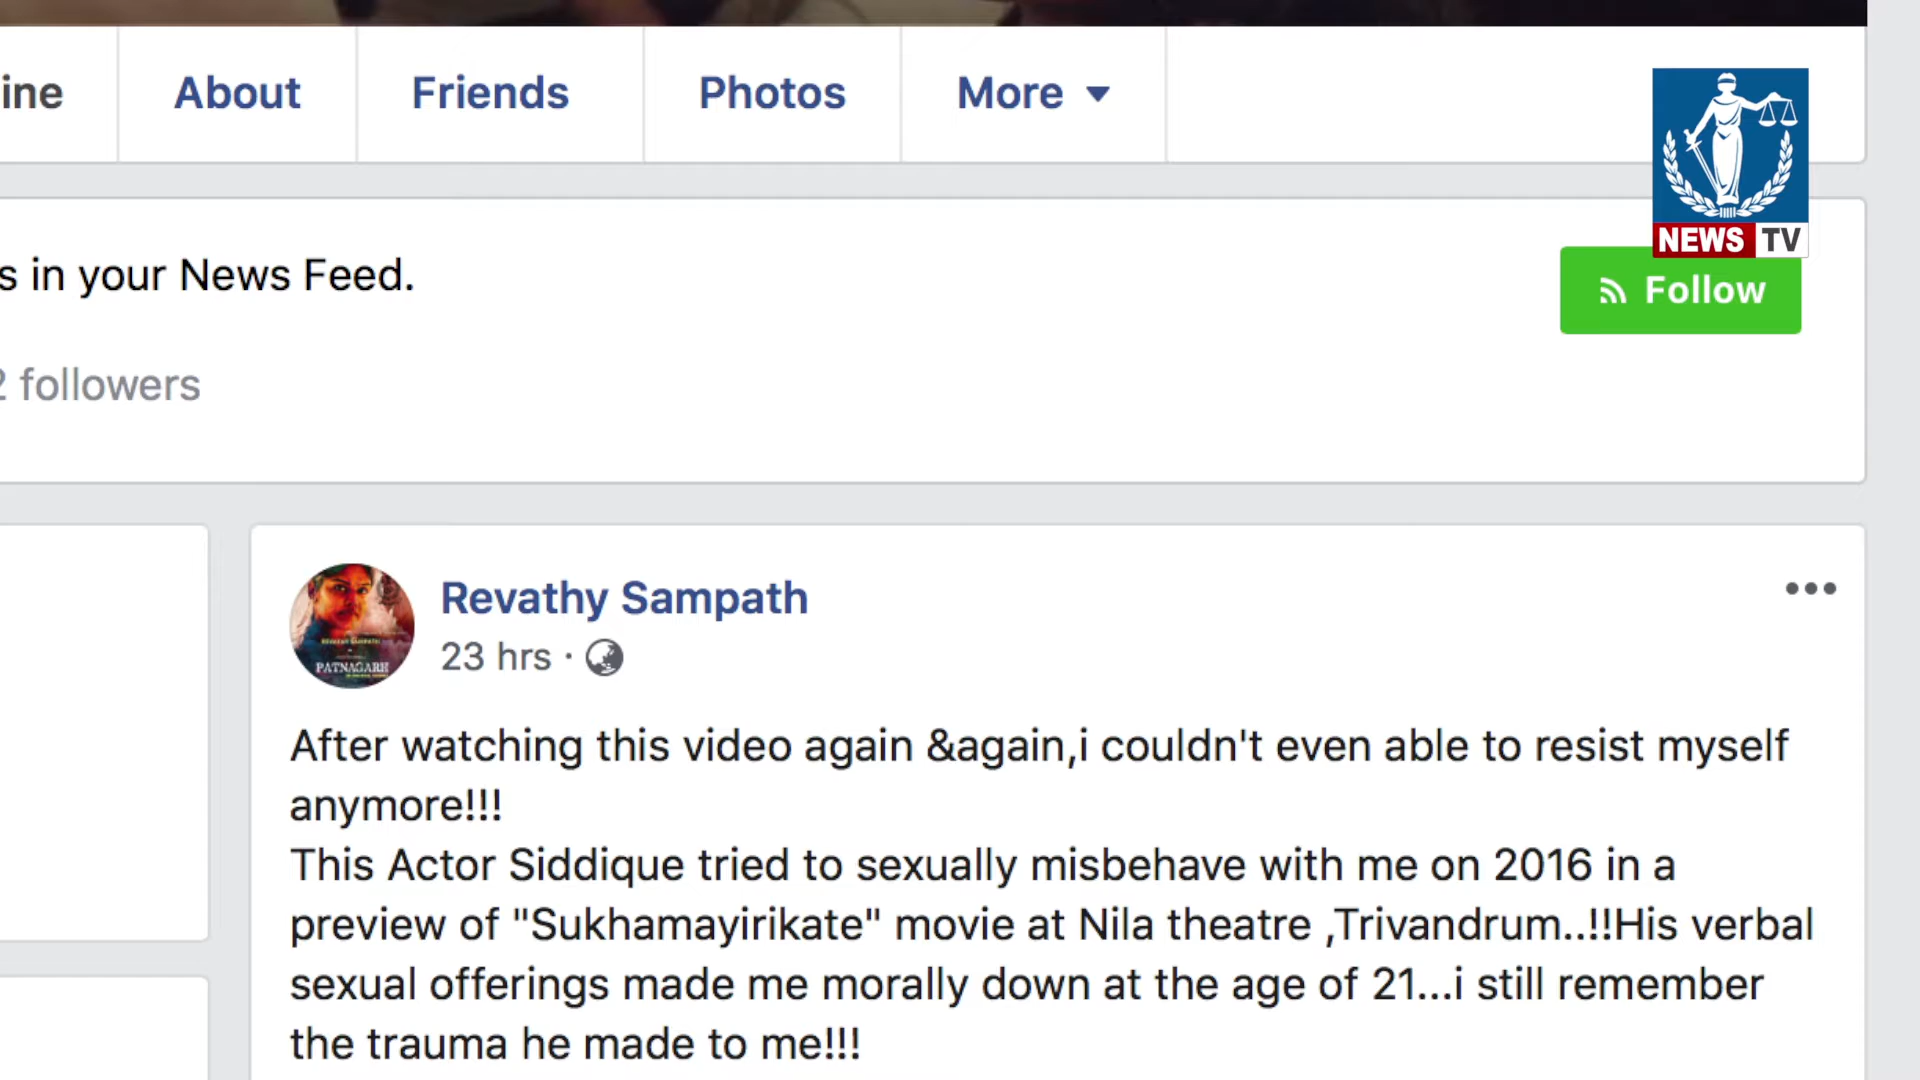 ine
About
Friends
Photos
More
NEWS TV
s in your News Feed.
Follow
2 followers
Revathy Sampath
23 hrs ·
PATNAGARH
After watching this video again &again,i couldn't even able to resist myself
anymore!!!
This Actor Siddique tried to sexually misbehave with me on 2016 in a
preview of "Sukhamayirikate" movie at Nila theatre ,Trivandrum..!!His verbal
sexual offerings made me morally down at the age of 21...i still remember
the trauma he made to me!!!